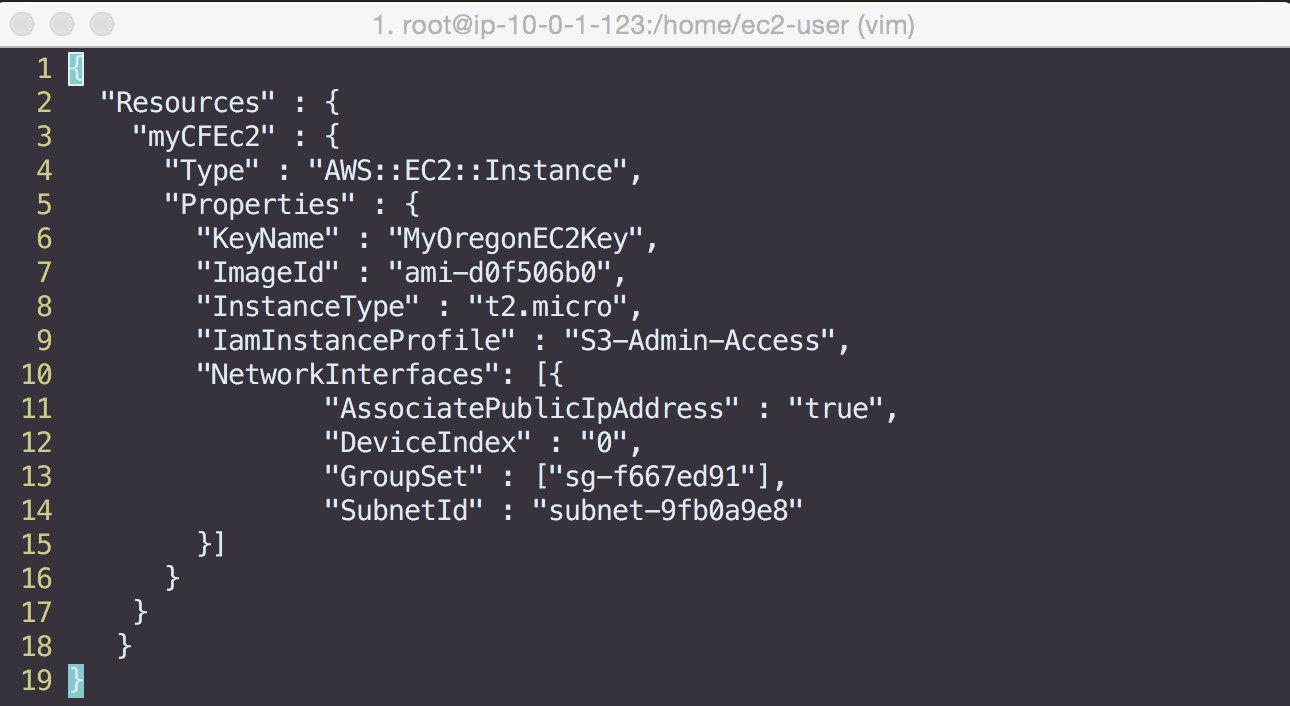 1. root@ip-10-0-1-123:/home/ec2-user (vim)
1 {
2   "Resources" : {
3     "myCFEc2" : {
4       "Type" : "AWS::EC2::Instance",
5       "Properties" : {
6         "KeyName" : "MyOregonEC2Key",
7         "ImageId" : "ami-d0f506b0",
8         "InstanceType" : "t2.micro",
9         "IamInstanceProfile" : "S3-Admin-Access",
10         "NetworkInterfaces": [{
11                 "AssociatePublicIpAddress" : "true",
12                 "DeviceIndex" : "0",
13                 "GroupSet" : ["sg-f667ed91"],
14                 "SubnetId" : "subnet-9fb0a9e8"
15         }]
16       }
17     }
18    }
19 }